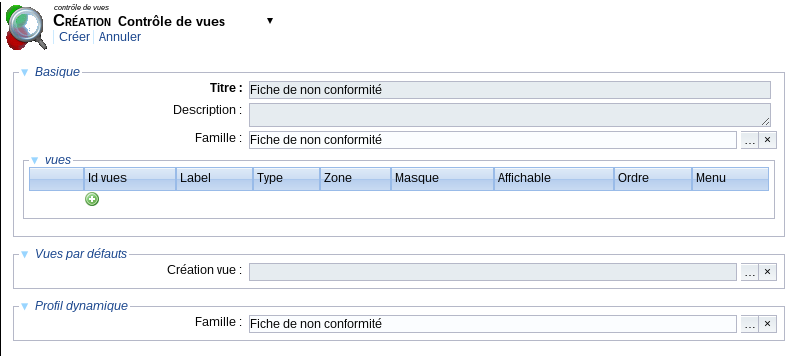 contrôle de vues
CRÉATION Contrôle de vues ▼
Créer Annuler
▼ Basique
Titre : Fiche de non conformité
Description :
Famille : Fiche de non conformité ... ×
▼ vues
Id vues Label Type Zone Masque Affichable Ordre Menu
▼ Vues par défauts
Création vue : ... ×
▼ Profil dynamique
Famille : Fiche de non conformité ... ×